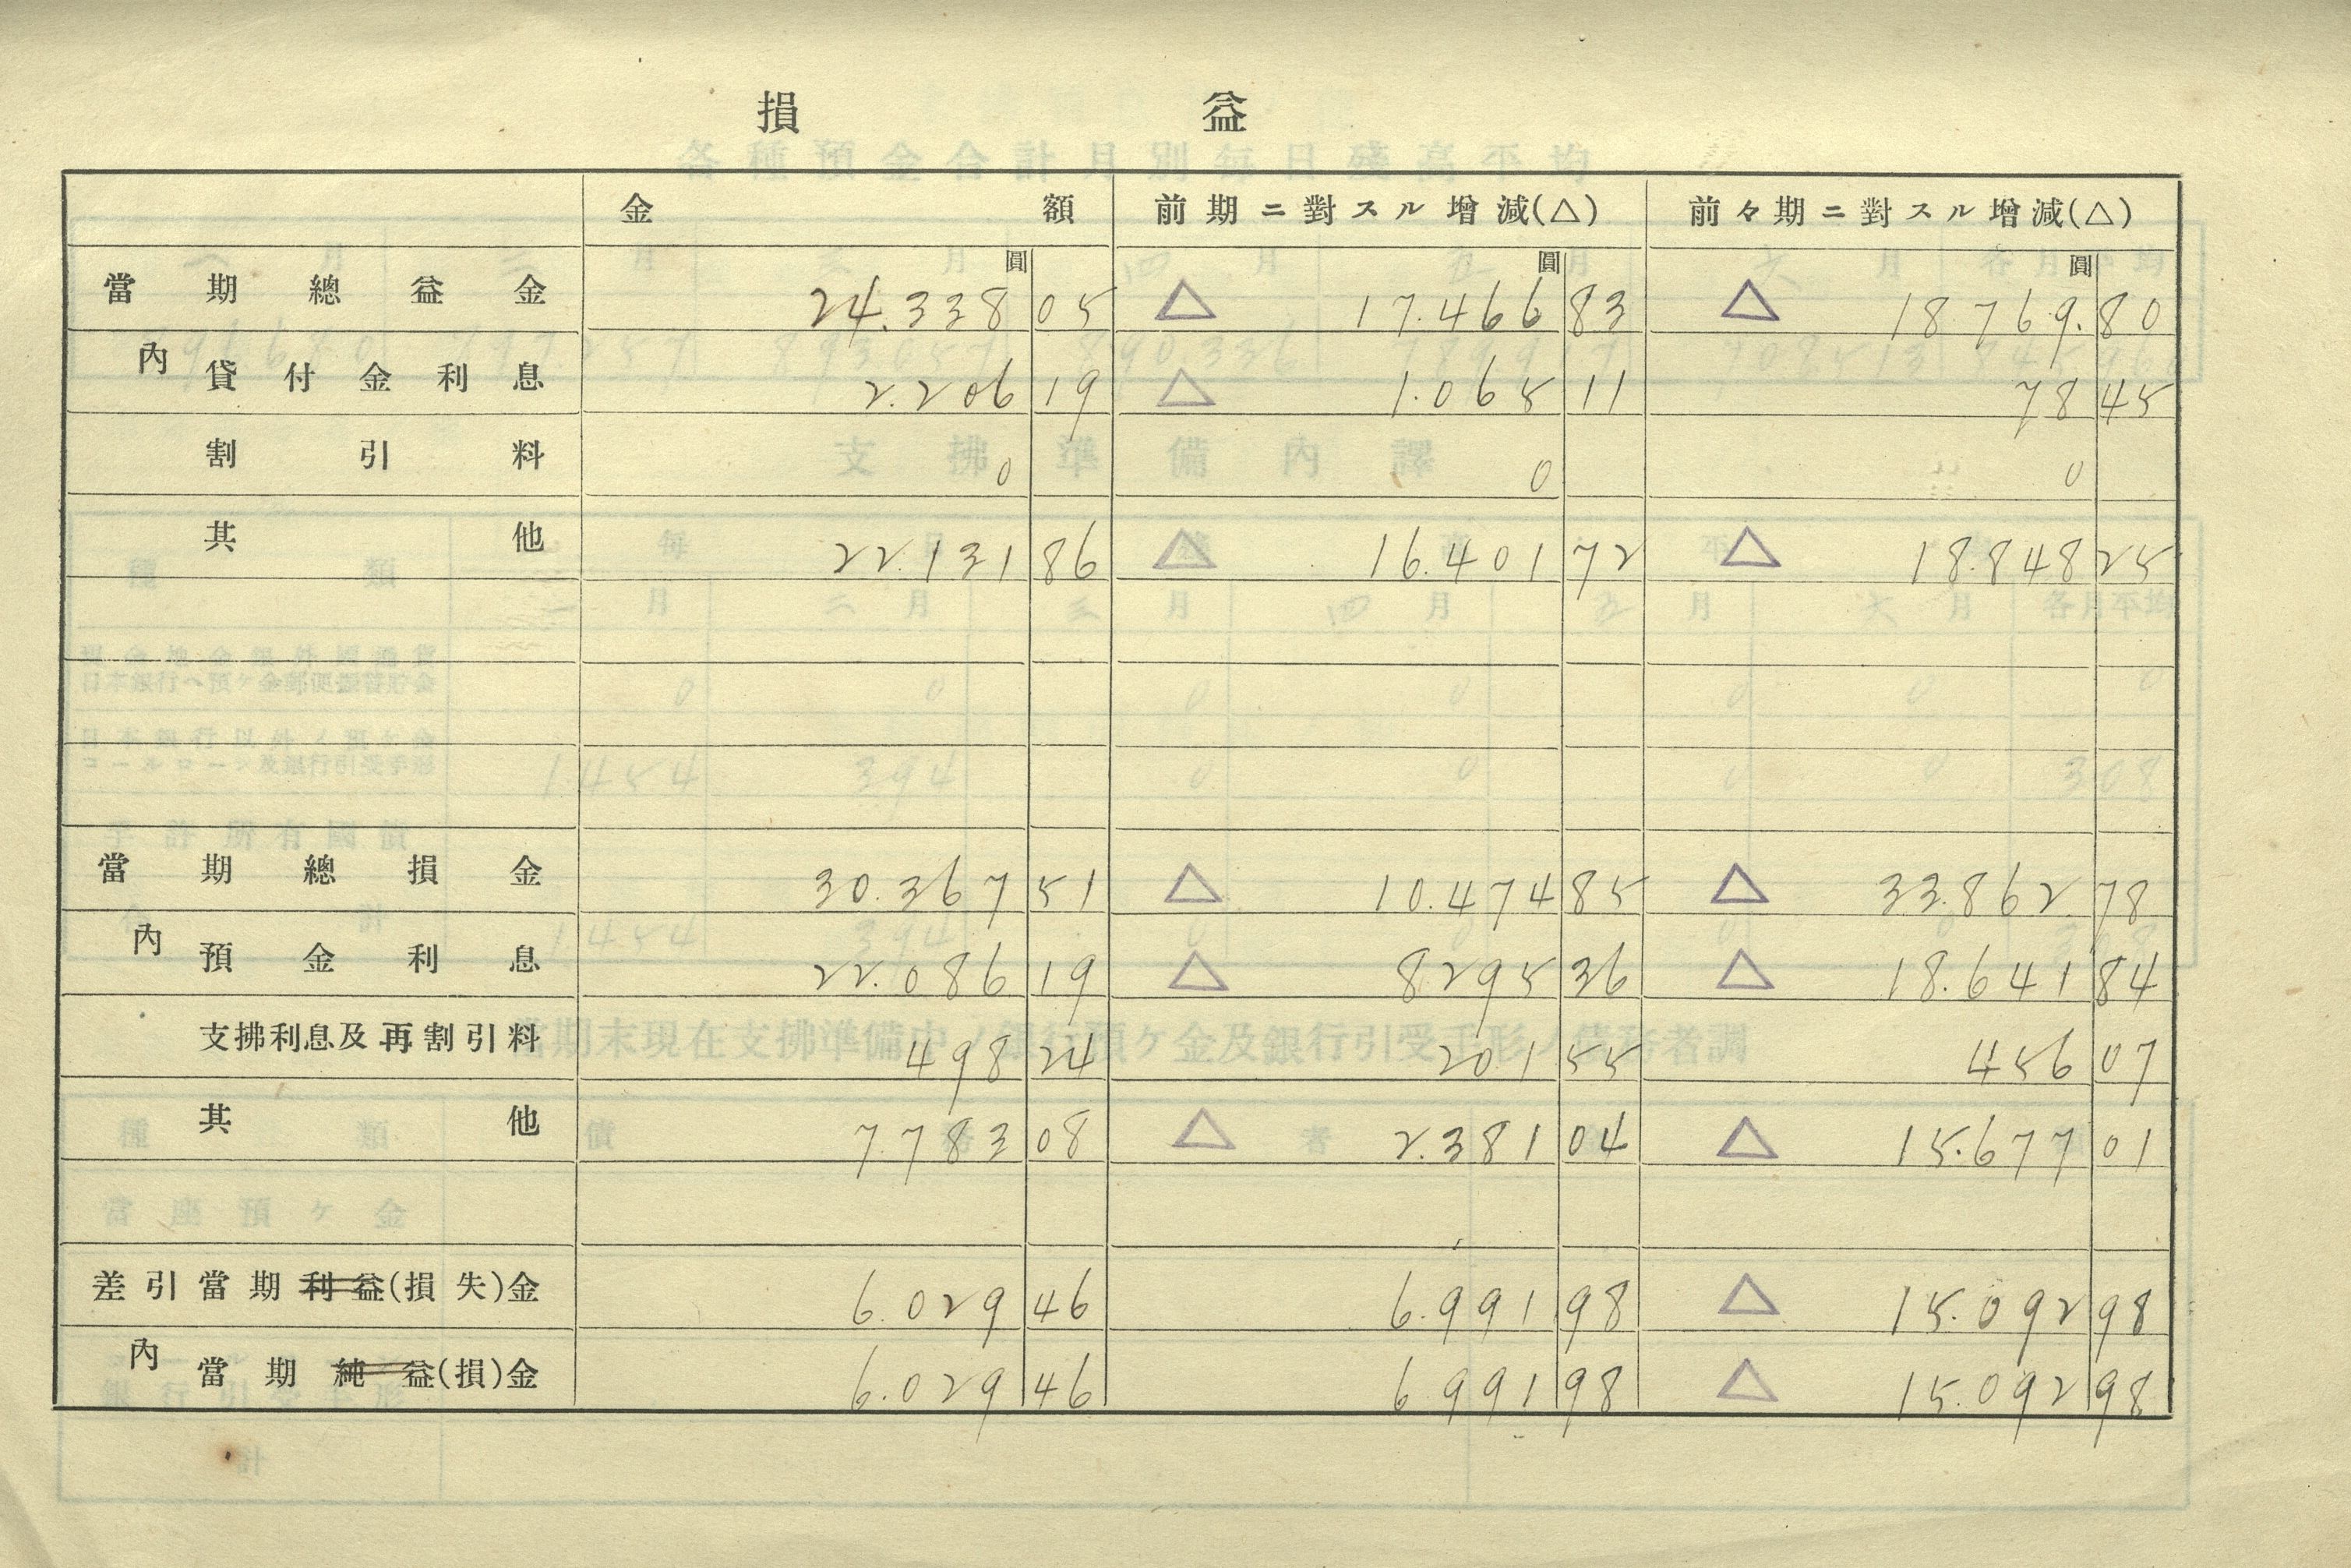 損益
金額 前期ニ對スル增減(△) 前々期ニ對スル增減(△)
圓 圓 圓
當期總益金 24.338 05 △ 17.466 83 △ 18.769.80
內 貸付金利息 2.206 19 △ 1.065 11 78 45
割引料 0 0 0
其他 22.131 86 △ 16.401 72 △ 18.848 25
當期總損金 30.367 51 △ 10.474 85 △ 33.862.78
內 預金利息 22.086 19 △ 8295 36 △ 18.641 84
支拂利息及再割引料 498 24 201 55 456 07
其他 7.783 08 △ 2.381 04 △ 15.677 01
差引當期利益(損失)金 6.029 46 6.991 98 △ 15.092 98
內 當期純益(損)金 6.029 46 6.991 98 △ 15.092 98